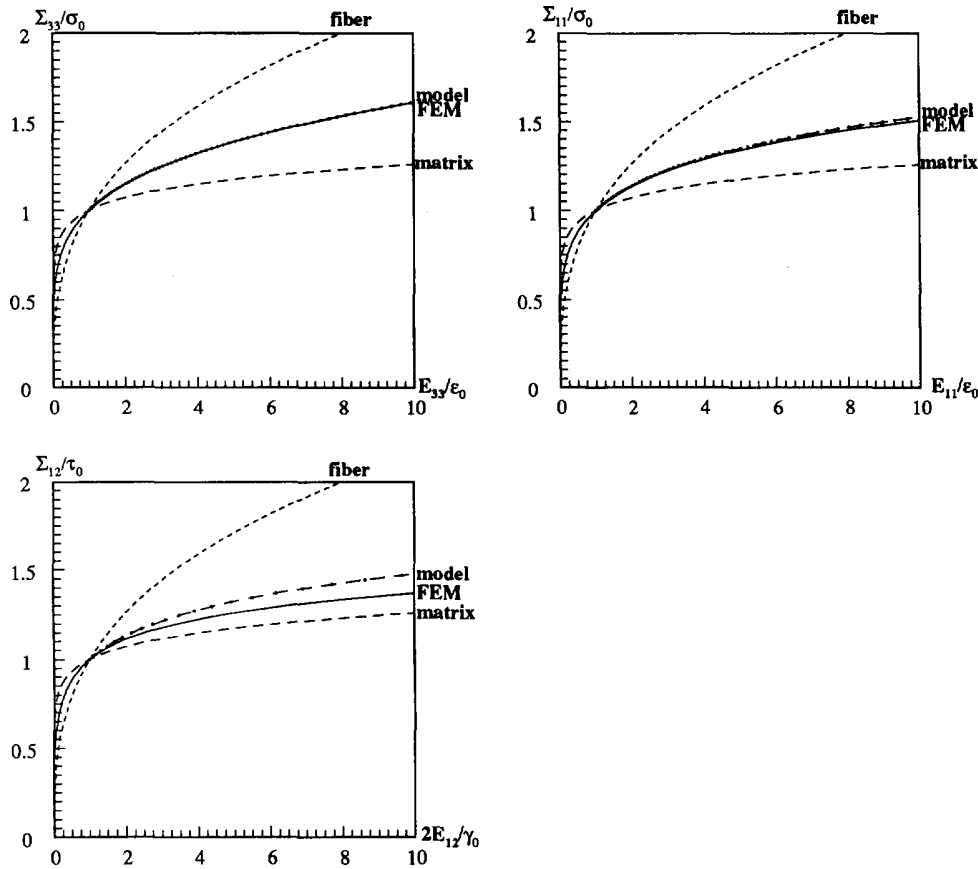 Σ₃₃/σ₀
fiber
2
model
FEM
1.5
matrix
1
0.5
0
E₃₃/ε₀
0 2 4 6 8 10
Σ₁₁/σ₀
fiber
2
model
FEM
1.5
matrix
1
0.5
0
E₁₁/ε₀
0 2 4 6 8 10
Σ₁₂/τ₀
fiber
2
model
1.5
FEM
matrix
1
0.5
0
2E₁₂/γ₀
0 2 4 6 8 10